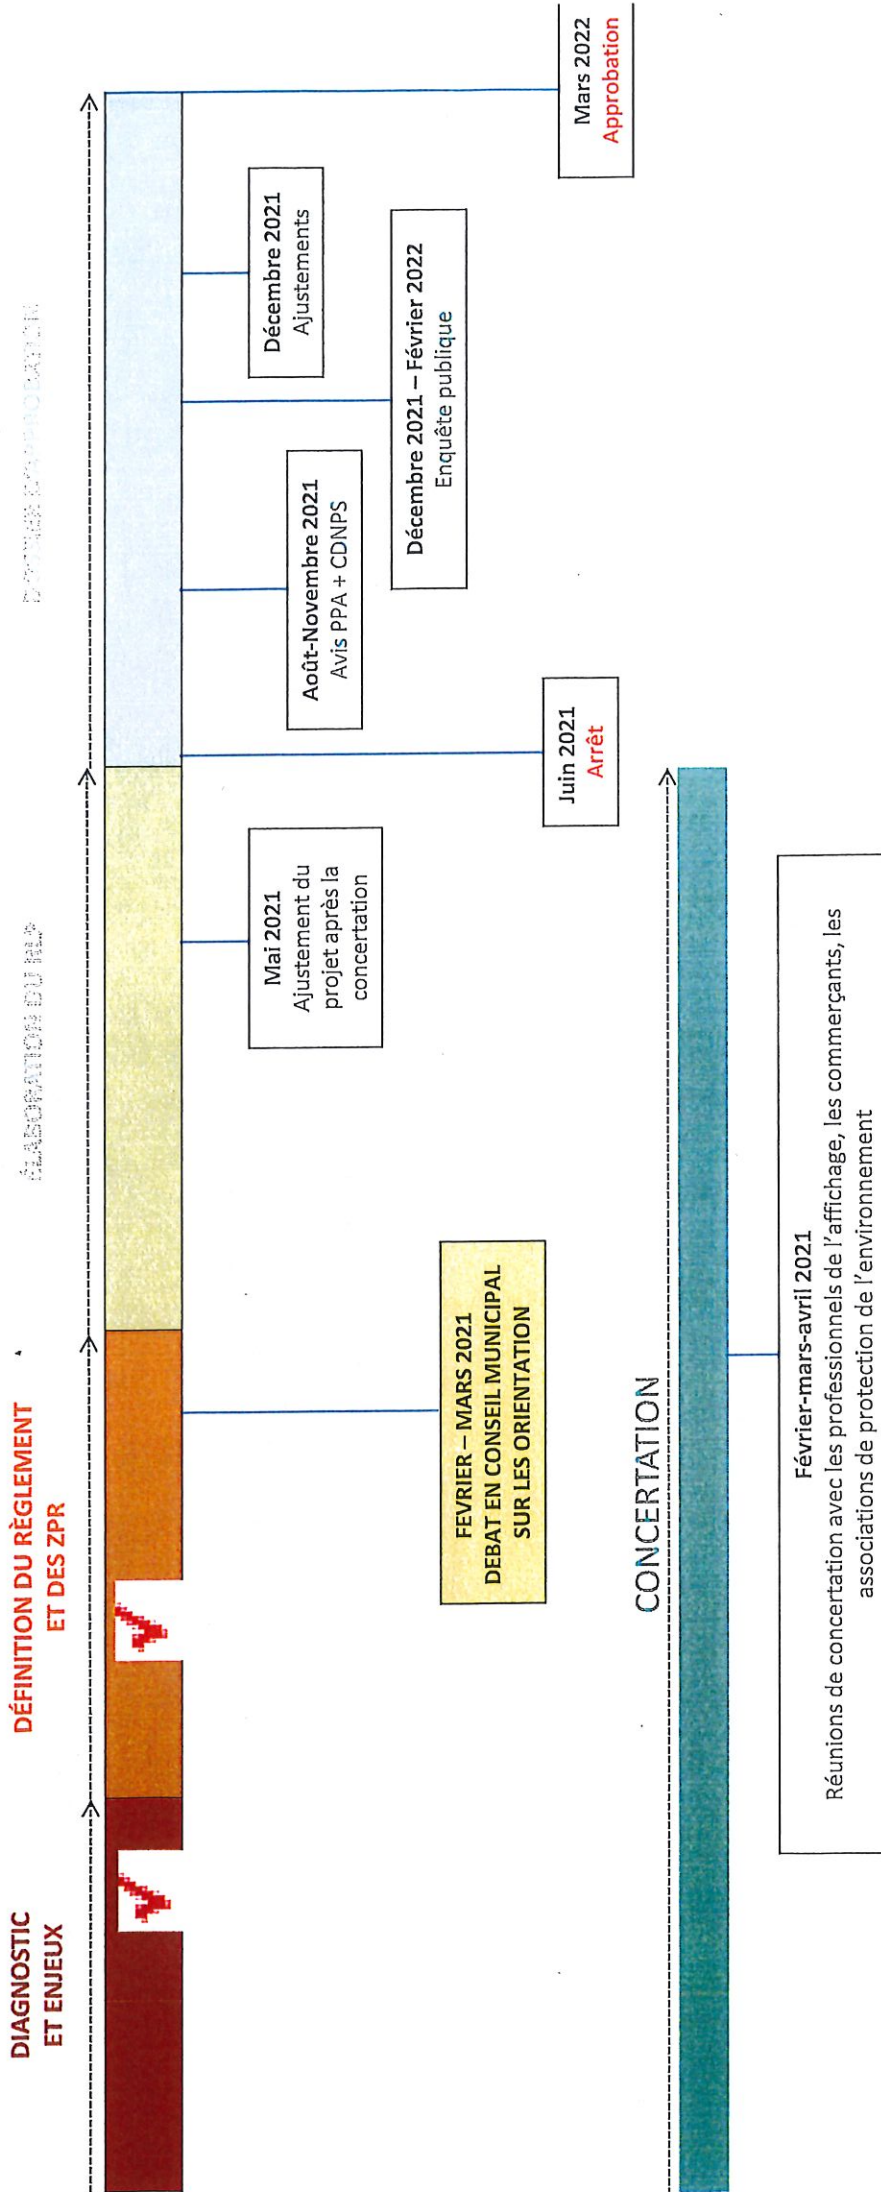 DIAGNOSTIC
ET ENJEUX
DÉFINITION DU RÈGLEMENT
ET DES ZPR
ÉLABORATION DU RLP
Mai 2021
Ajustement du
projet après la
concertation
Août-Novembre 2021
Avis PPA + CDNPS
Décembre 2021
Ajustements
Décembre 2021 – Février 2022
Enquête publique
FEVRIER – MARS 2021
DEBAT EN CONSEIL MUNICIPAL
SUR LES ORIENTATION
Juin 2021
Arrêt
Mars 2022
Approbation
CONCERTATION
Février-mars-avril 2021
Réunions de concertation avec les professionnels de l'affichage, les commerçants, les
associations de protection de l'environnement